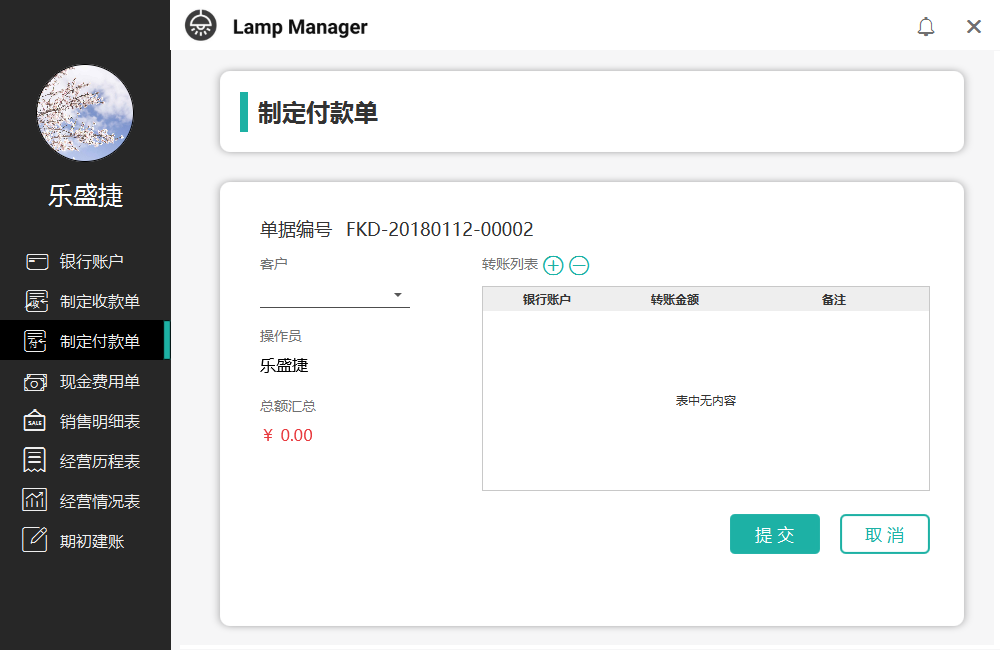 Lamp Manager
乐盛捷
银行账户
制定收款单
制定付款单
现金费用单
SALE
销售明细表
经营历程表
经营情况表
期初建账
制定付款单
单据编号 FKD-20180112-00002
客户
操作员
乐盛捷
总额汇总
¥ 0.00
转账列表
银行账户 转账金额 备注
表中无内容
提交 取消